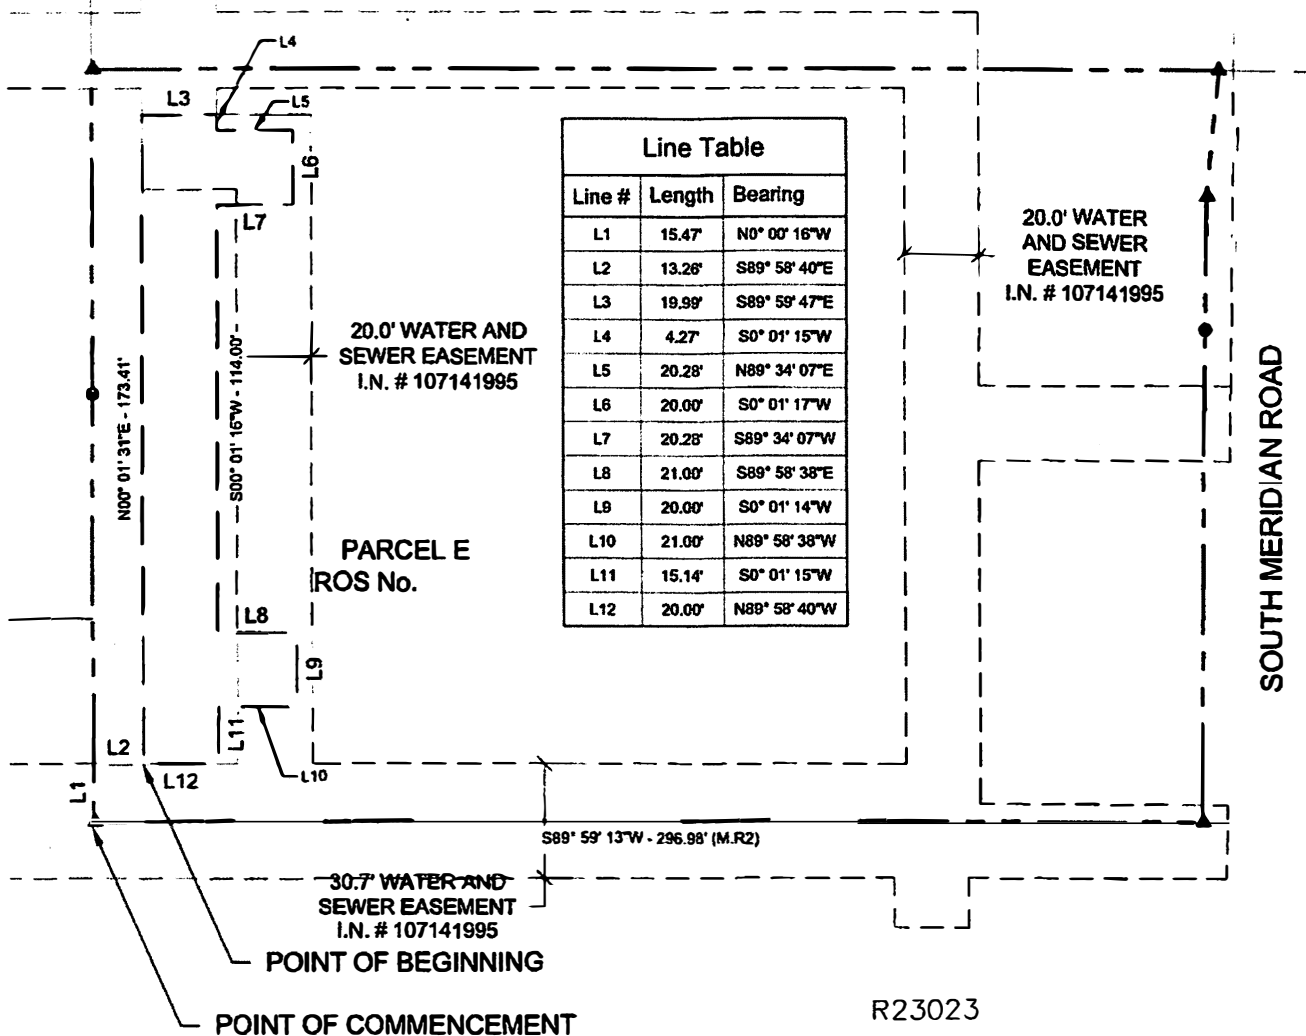 L4
L3
L5
L6
L7
Line Table
Line # Length Bearing
L1 15.47' N0° 00' 16"W
L2 13.26' S89° 58' 40"E
L3 19.99' S89° 59' 47"E
L4 4.27' S0° 01' 15"W
L5 20.28' N89° 34' 07"E
L6 20.00' S0° 01' 17"W
L7 20.28' S89° 34' 07"W
L8 21.00' S89° 58' 38"E
L9 20.00' S0° 01' 14"W
L10 21.00' N89° 58' 38"W
L11 15.14' S0° 01' 15"W
L12 20.00' N89° 58' 40"W
20.0' WATER
AND SEWER
EASEMENT
I.N. # 107141995
20.0' WATER AND
SEWER EASEMENT
I.N. # 107141995
N00° 01' 31"E - 173.41'
S00° 01' 16"W - 114.00'
SOUTH MERIDIAN ROAD
PARCEL E
ROS No.
L8
L9
L11
L2
L12
L10
L1
S89° 59' 13"W - 296.98' (M.R2)
30.7' WATER AND
SEWER EASEMENT
I.N. # 107141995
POINT OF BEGINNING
POINT OF COMMENCEMENT
R23023